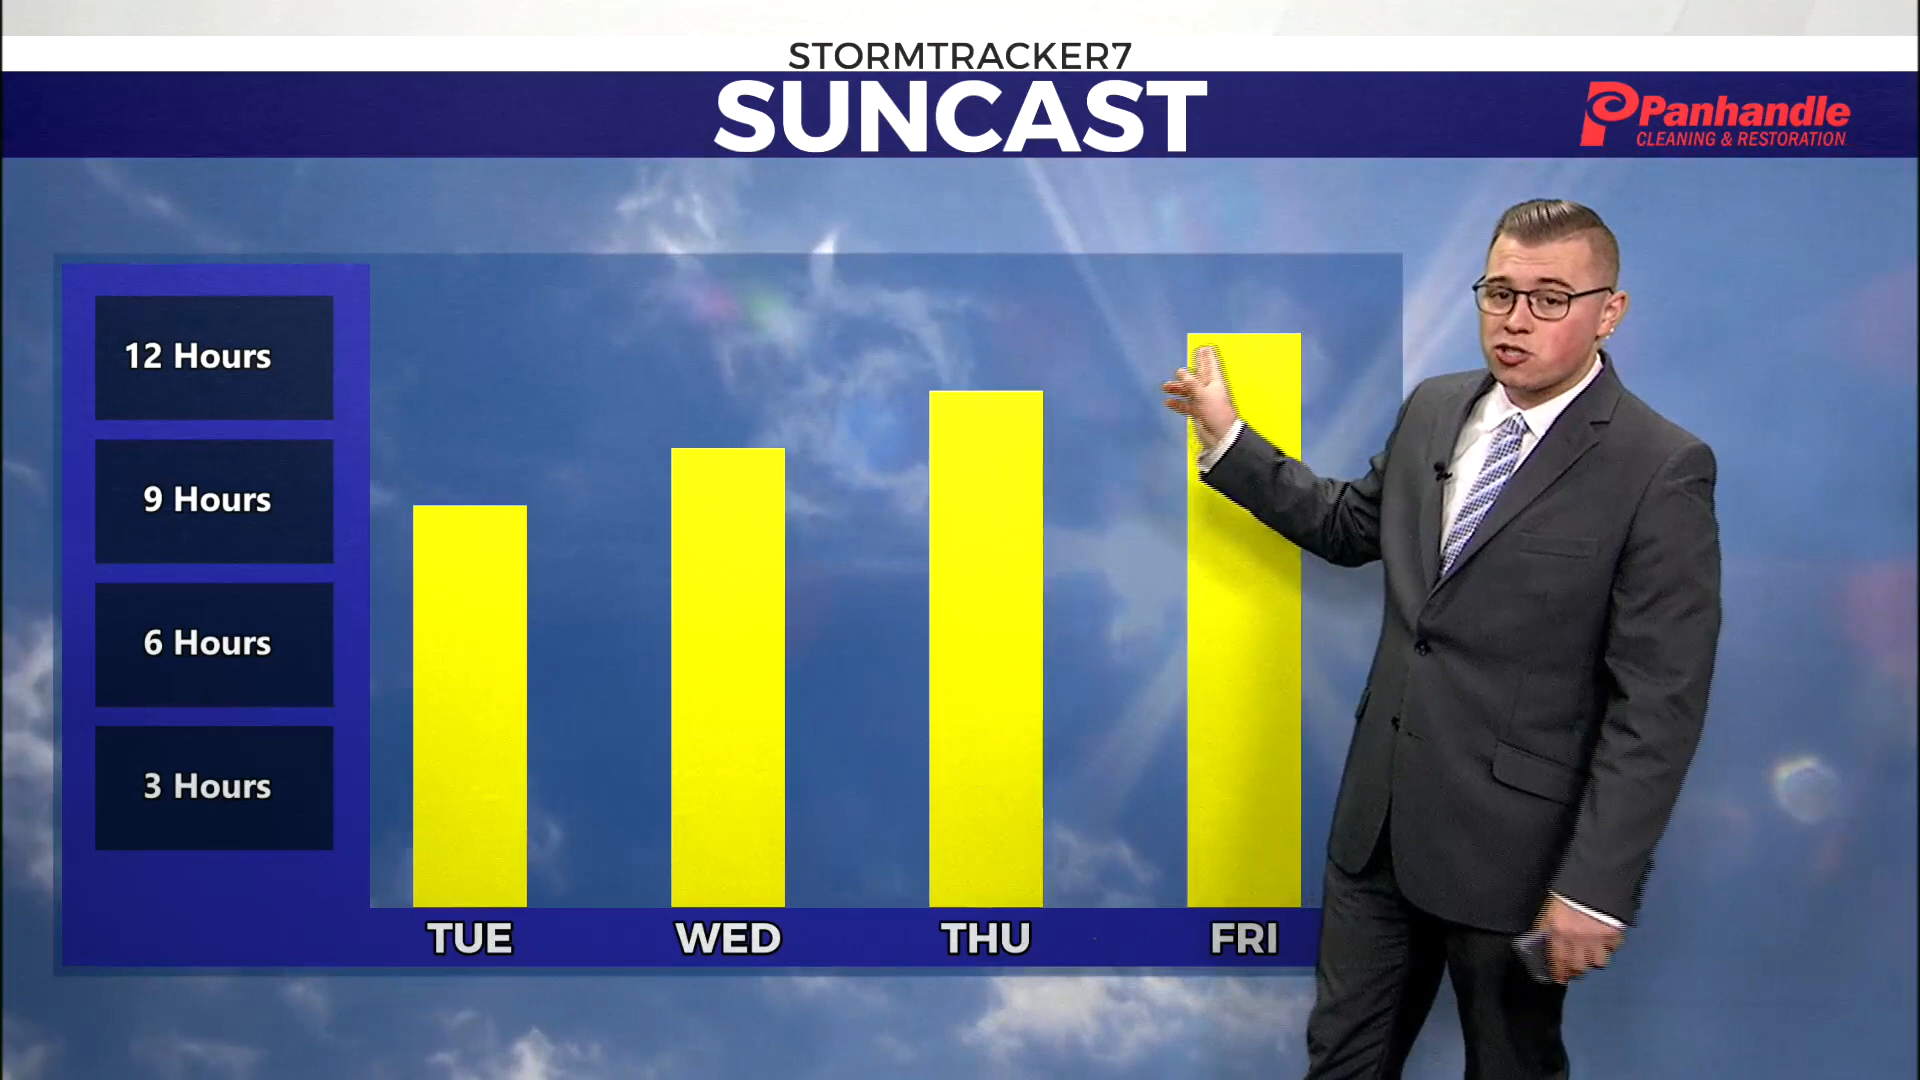 STORMTRACKER7
SUNCAST
Panhandle
CLEANING & RESTORATION
12 Hours
9 Hours
6 Hours
3 Hours
TUE WED THU FRI